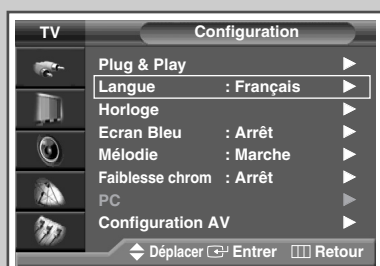 TV Configuration
Plug & Play
Langue : Français
Horloge
Ecran Bleu : Arrêt
Mélodie : Marche
Faiblesse chrom : Arrêt
PC
Configuration AV
Déplacer Entrer Retour